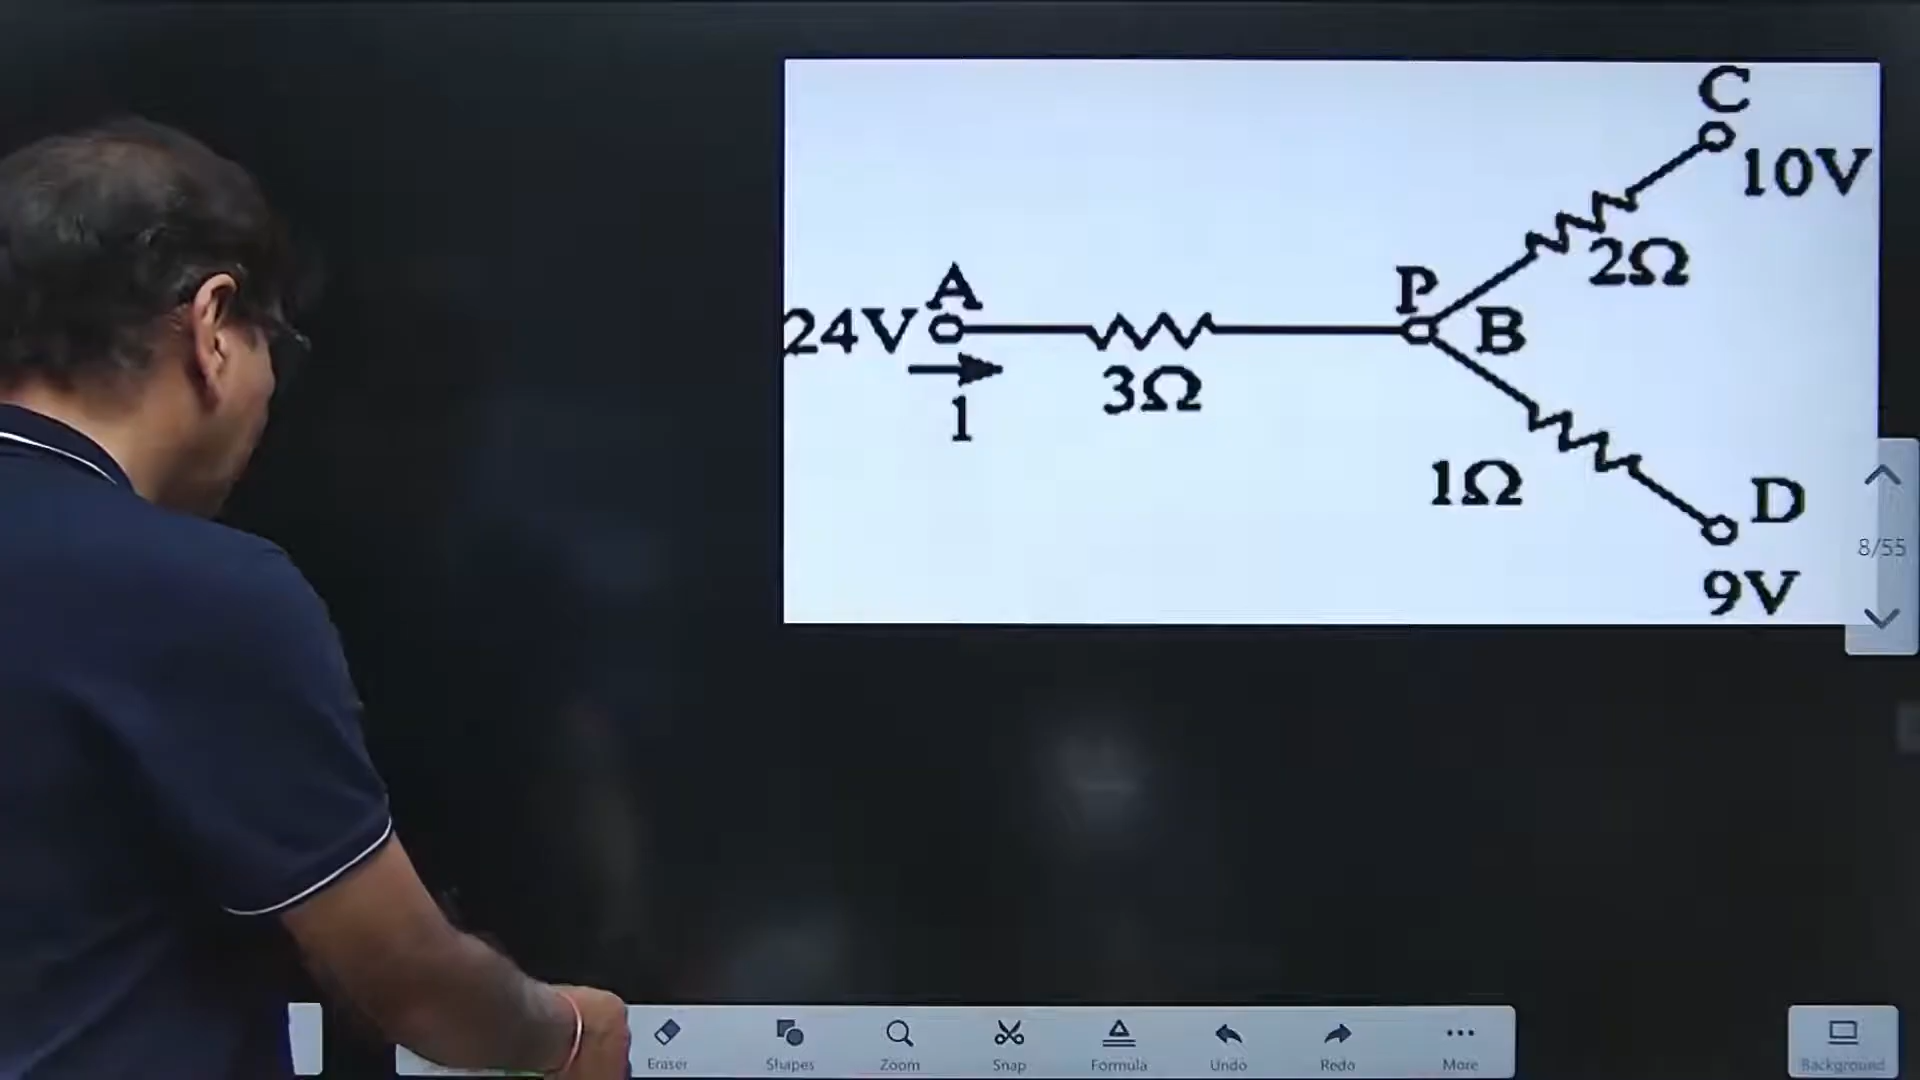 C
10V
2Ω
A
P
24V
B
1
3Ω
1Ω
D
9V
8/55
Eraser
Shapes
Zoom
Snap
Formula
Undo
Redo
More
Background